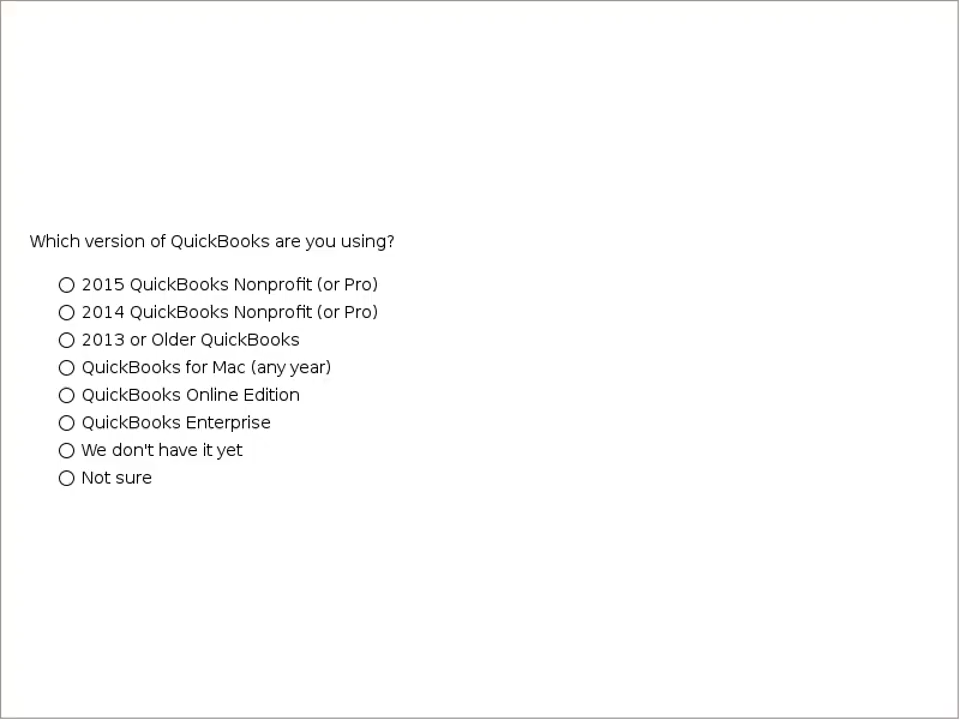 Which version of QuickBooks are you using?
2015 QuickBooks Nonprofit (or Pro)
2014 QuickBooks Nonprofit (or Pro)
2013 or Older QuickBooks
QuickBooks for Mac (any year)
QuickBooks Online Edition
QuickBooks Enterprise
We don't have it yet
Not sure